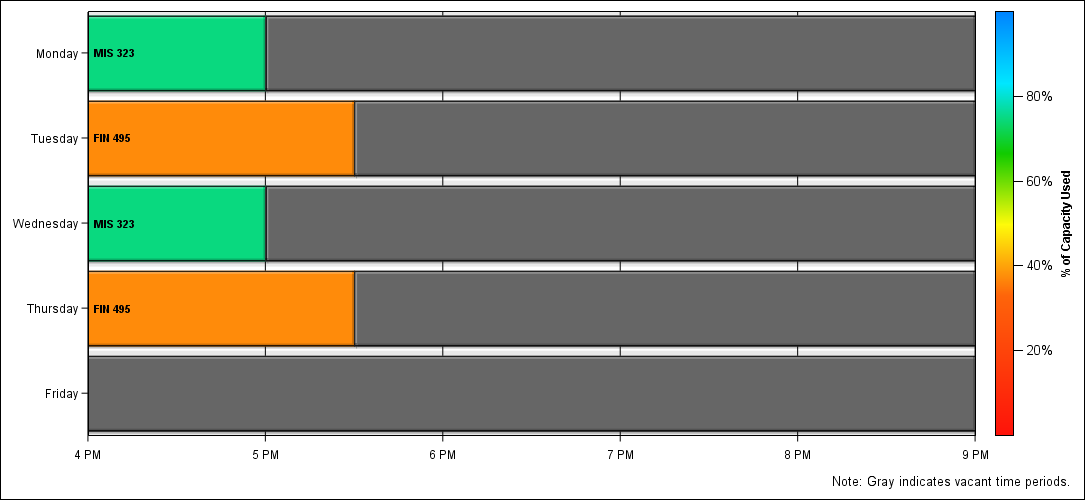 Monday
MIS 323
Tuesday
FIN 495
Wednesday
MIS 323
Thursday
FIN 495
Friday
4 PM
5 PM
6 PM
7 PM
8 PM
9 PM
80%
60%
40%
20%
% of Capacity Used
Note: Gray indicates vacant time periods.